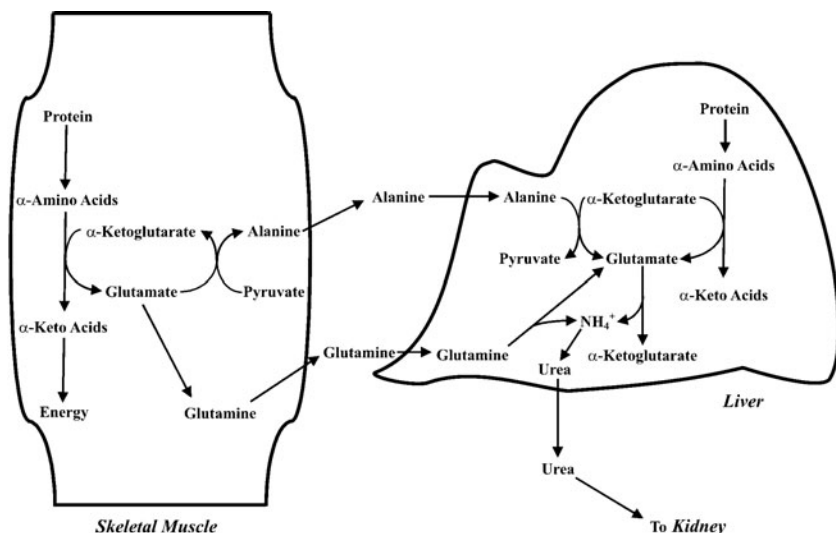 Protein
α-Amino Acids
α-Ketoglutarate
Alanine
Glutamate
Pyruvate
α-Keto Acids
Energy
Glutamine
Skeletal Muscle
Alanine
Glutamine
Protein
α-Amino Acids
Alanine
α-Ketoglutarate
Pyruvate
Glutamate
α-Keto Acids
NH₄⁺
Glutamine
α-Ketoglutarate
Urea
Liver
Urea
To Kidney